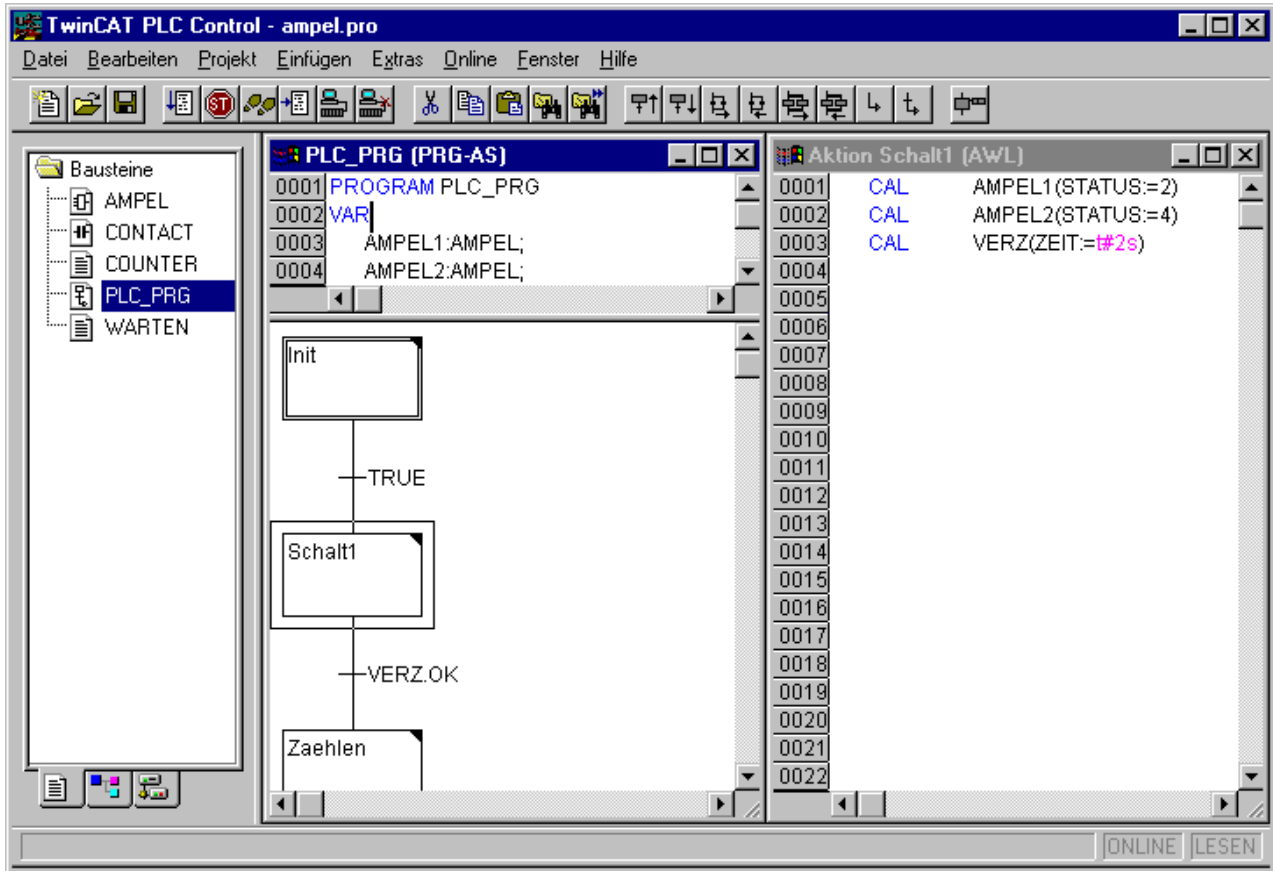 TwinCAT PLC Control - ampel.pro
Datei Bearbeiten Projekt Einfügen Extras Online Fenster Hilfe
ST
Bausteine
AMPEL
CONTACT
COUNTER
PLC_PRG
WARTEN
PLC_PRG (PRG-AS)
0001 PROGRAM PLC_PRG
0002 VAR
0003 AMPEL1:AMPEL;
0004 AMPEL2:AMPEL;
Init
TRUE
Schalt1
VERZ.OK
Zaehlen
Aktion Schalt1 (AWL)
0001 CAL AMPEL1(STATUS:=2)
0002 CAL AMPEL2(STATUS:=4)
0003 CAL VERZ(ZEIT:=t#2s)
0004
0005
0006
0007
0008
0009
0010
0011
0012
0013
0014
0015
0016
0017
0018
0019
0020
0021
0022
ONLINE LESEN